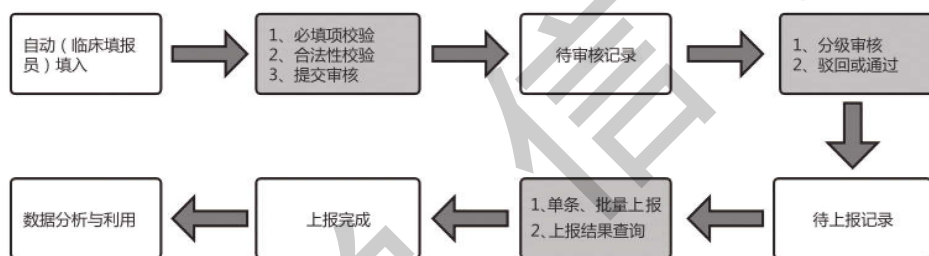 自动（临床填报
员）填入
1、必填项校验
2、合法性校验
3、提交审核
待审核记录
1、分级审核
2、驳回或通过
数据分析与利用
上报完成
1、单条、批量上报
2、上报结果查询
待上报记录
信